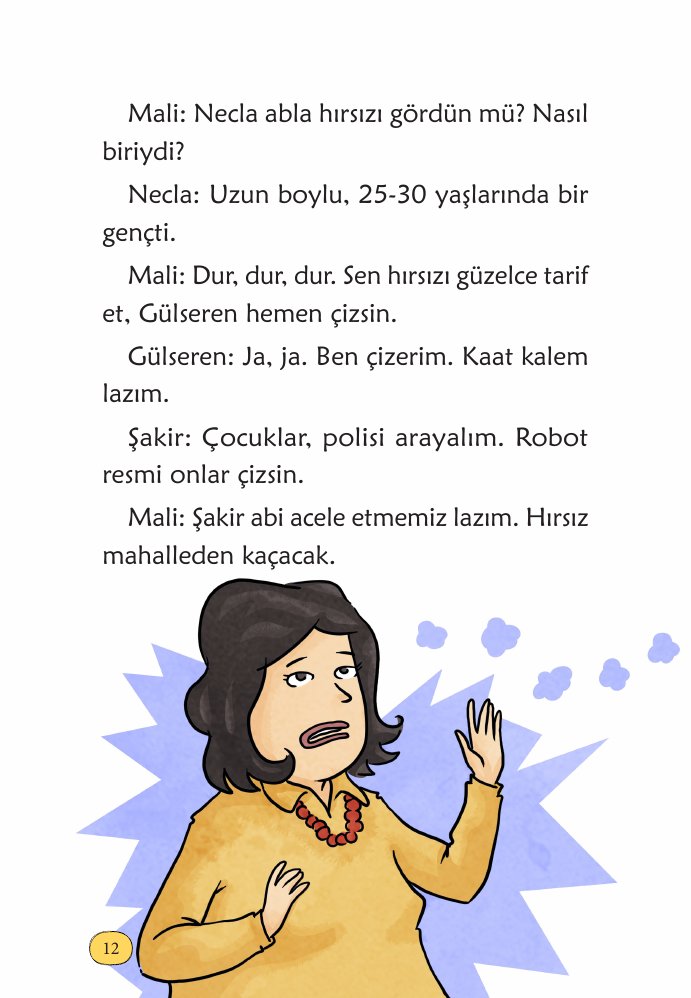 Mali: Necla abla hırsızı gördün mü? Nasıl
biriydi?
Necla: Uzun boylu, 25-30 yaşlarında bir
gençti.
Mali: Dur, dur, dur. Sen hırsızı güzelce tarif
et, Gülseren hemen çizsin.
Gülseren: Ja, ja. Ben çizerim. Kaat kalem
lazım.
Şakir: Çocuklar, polisi arayalım. Robot
resmi onlar çizsin.
Mali: Şakir abi acele etmemiz lazım. Hırsız
mahalleden kaçacak.
12